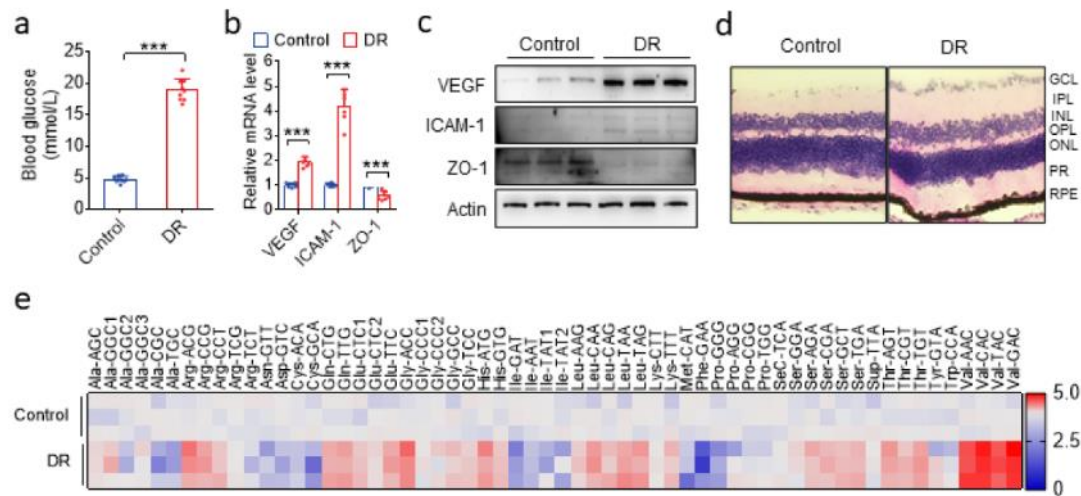 a
***
Blood glucose
(mmol/L)
25
20
15
10
5
0
Control
DR
b
Control
DR
Relative mRNA level
6
5
4
3
2
1
0
***
***
***
VEGF
ICAM-1
ZO-1
c
Control
DR
VEGF
ICAM-1
ZO-1
Actin
d
Control
DR
GCL
IPL
INL
OPL
ONL
PR
RPE
e
Ala-AGC
Ala-GGC1
Ala-GGC2
Ala-GGC3
Ala-CGC
Ala-TGC
Arg-ACG
Arg-CCG
Arg-CCT
Arg-TCG
Arg-TCT
Asn-GTT
Asp-GTC
Cys-ACA
Cys-GCA
Gln-CTG
Gln-TTG
Glu-CTC1
Glu-CTC2
Glu-TTC
Gly-ACC
Gly-CCC1
Gly-CCC2
Gly-GCC
Gly-TCC
His-ATG
His-GTG
Ile-GAT
Ile-AAT
Ile-TAT1
Ile-TAT2
Leu-AAG
Leu-CAA
Leu-CAG
Leu-TAA
Leu-TAG
Lys-CTT
Lys-TTT
Met-CAT
Phe-GAA
Pro-GGG
Pro-AGG
Pro-CGG
Pro-TGG
SeC-TCA
Ser-GGA
Ser-AGA
Ser-CGA
Ser-GCT
Ser-TGA
Sup-TTA
Thr-AGT
Thr-CGT
Thr-TGT
Tyr-GTA
Trp-CCA
Val-AAC
Val-CAC
Val-TAC
Val-GAC
Control
DR
5.0
2.5
0